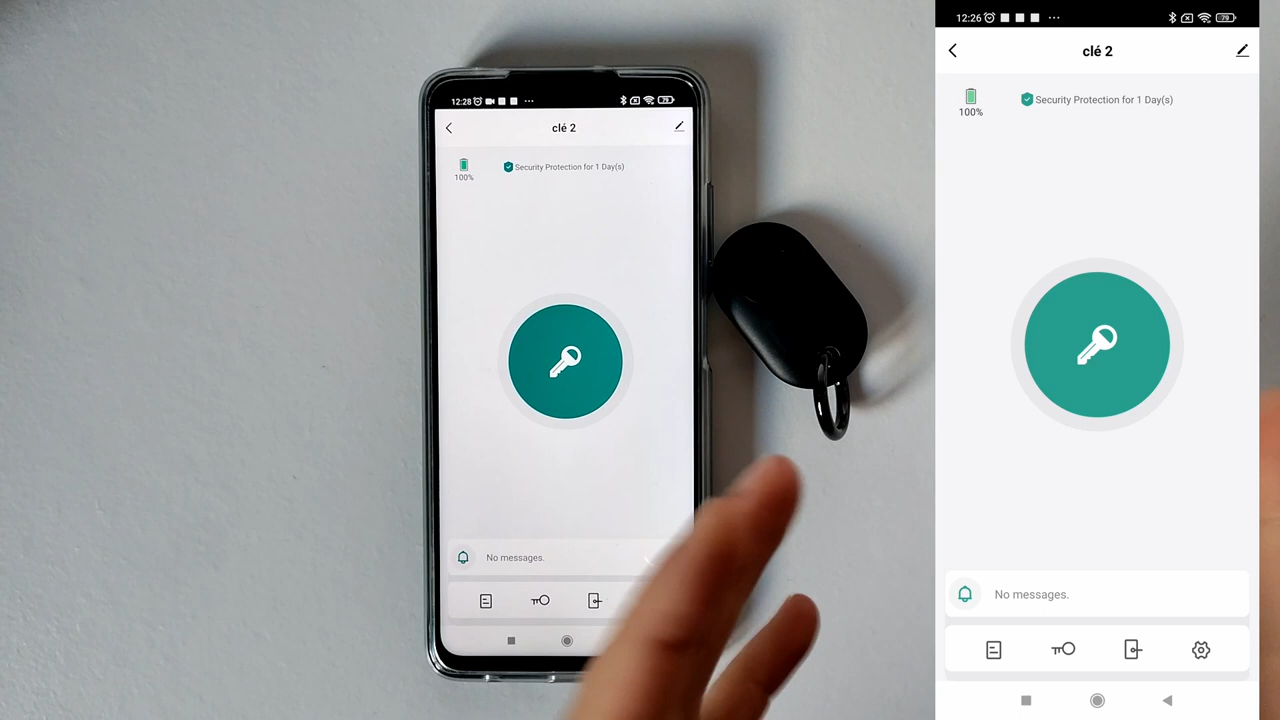 12:28
clé 2
100%
Security Protection for 1 Day(s)
No messages.
12:26
79
clé 2
100%
Security Protection for 1 Day(s)
No messages.